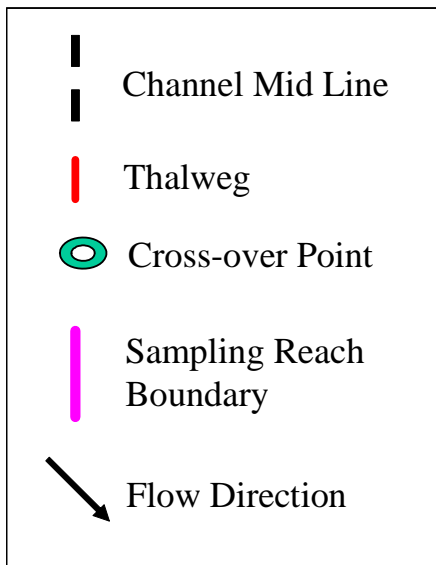 Channel Mid Line
Thalweg
Cross-over Point
Sampling Reach
Boundary
Flow Direction